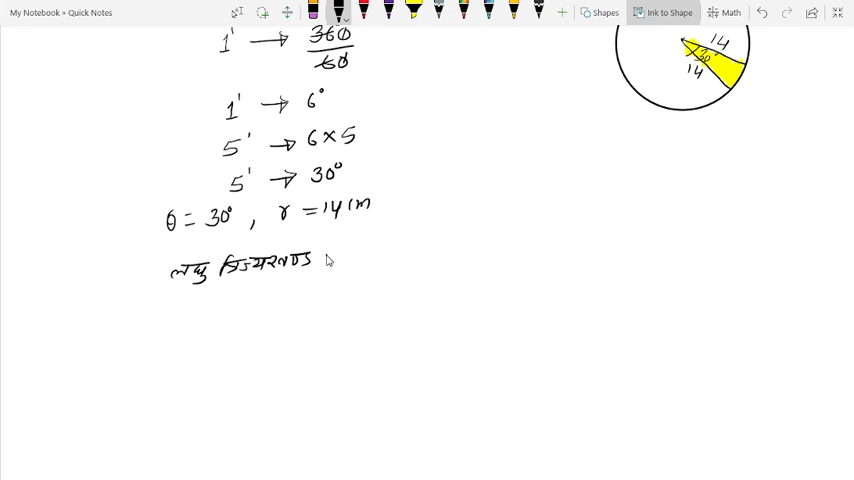 My Notebook » Quick Notes
Shapes
Ink to Shape
Math
1' → 360/60
1' → 6°
5' → 6 × 5
5' → 30°
θ = 30° , r = 14 cm
लघु त्रिज्यखण्ड
14
30°
14